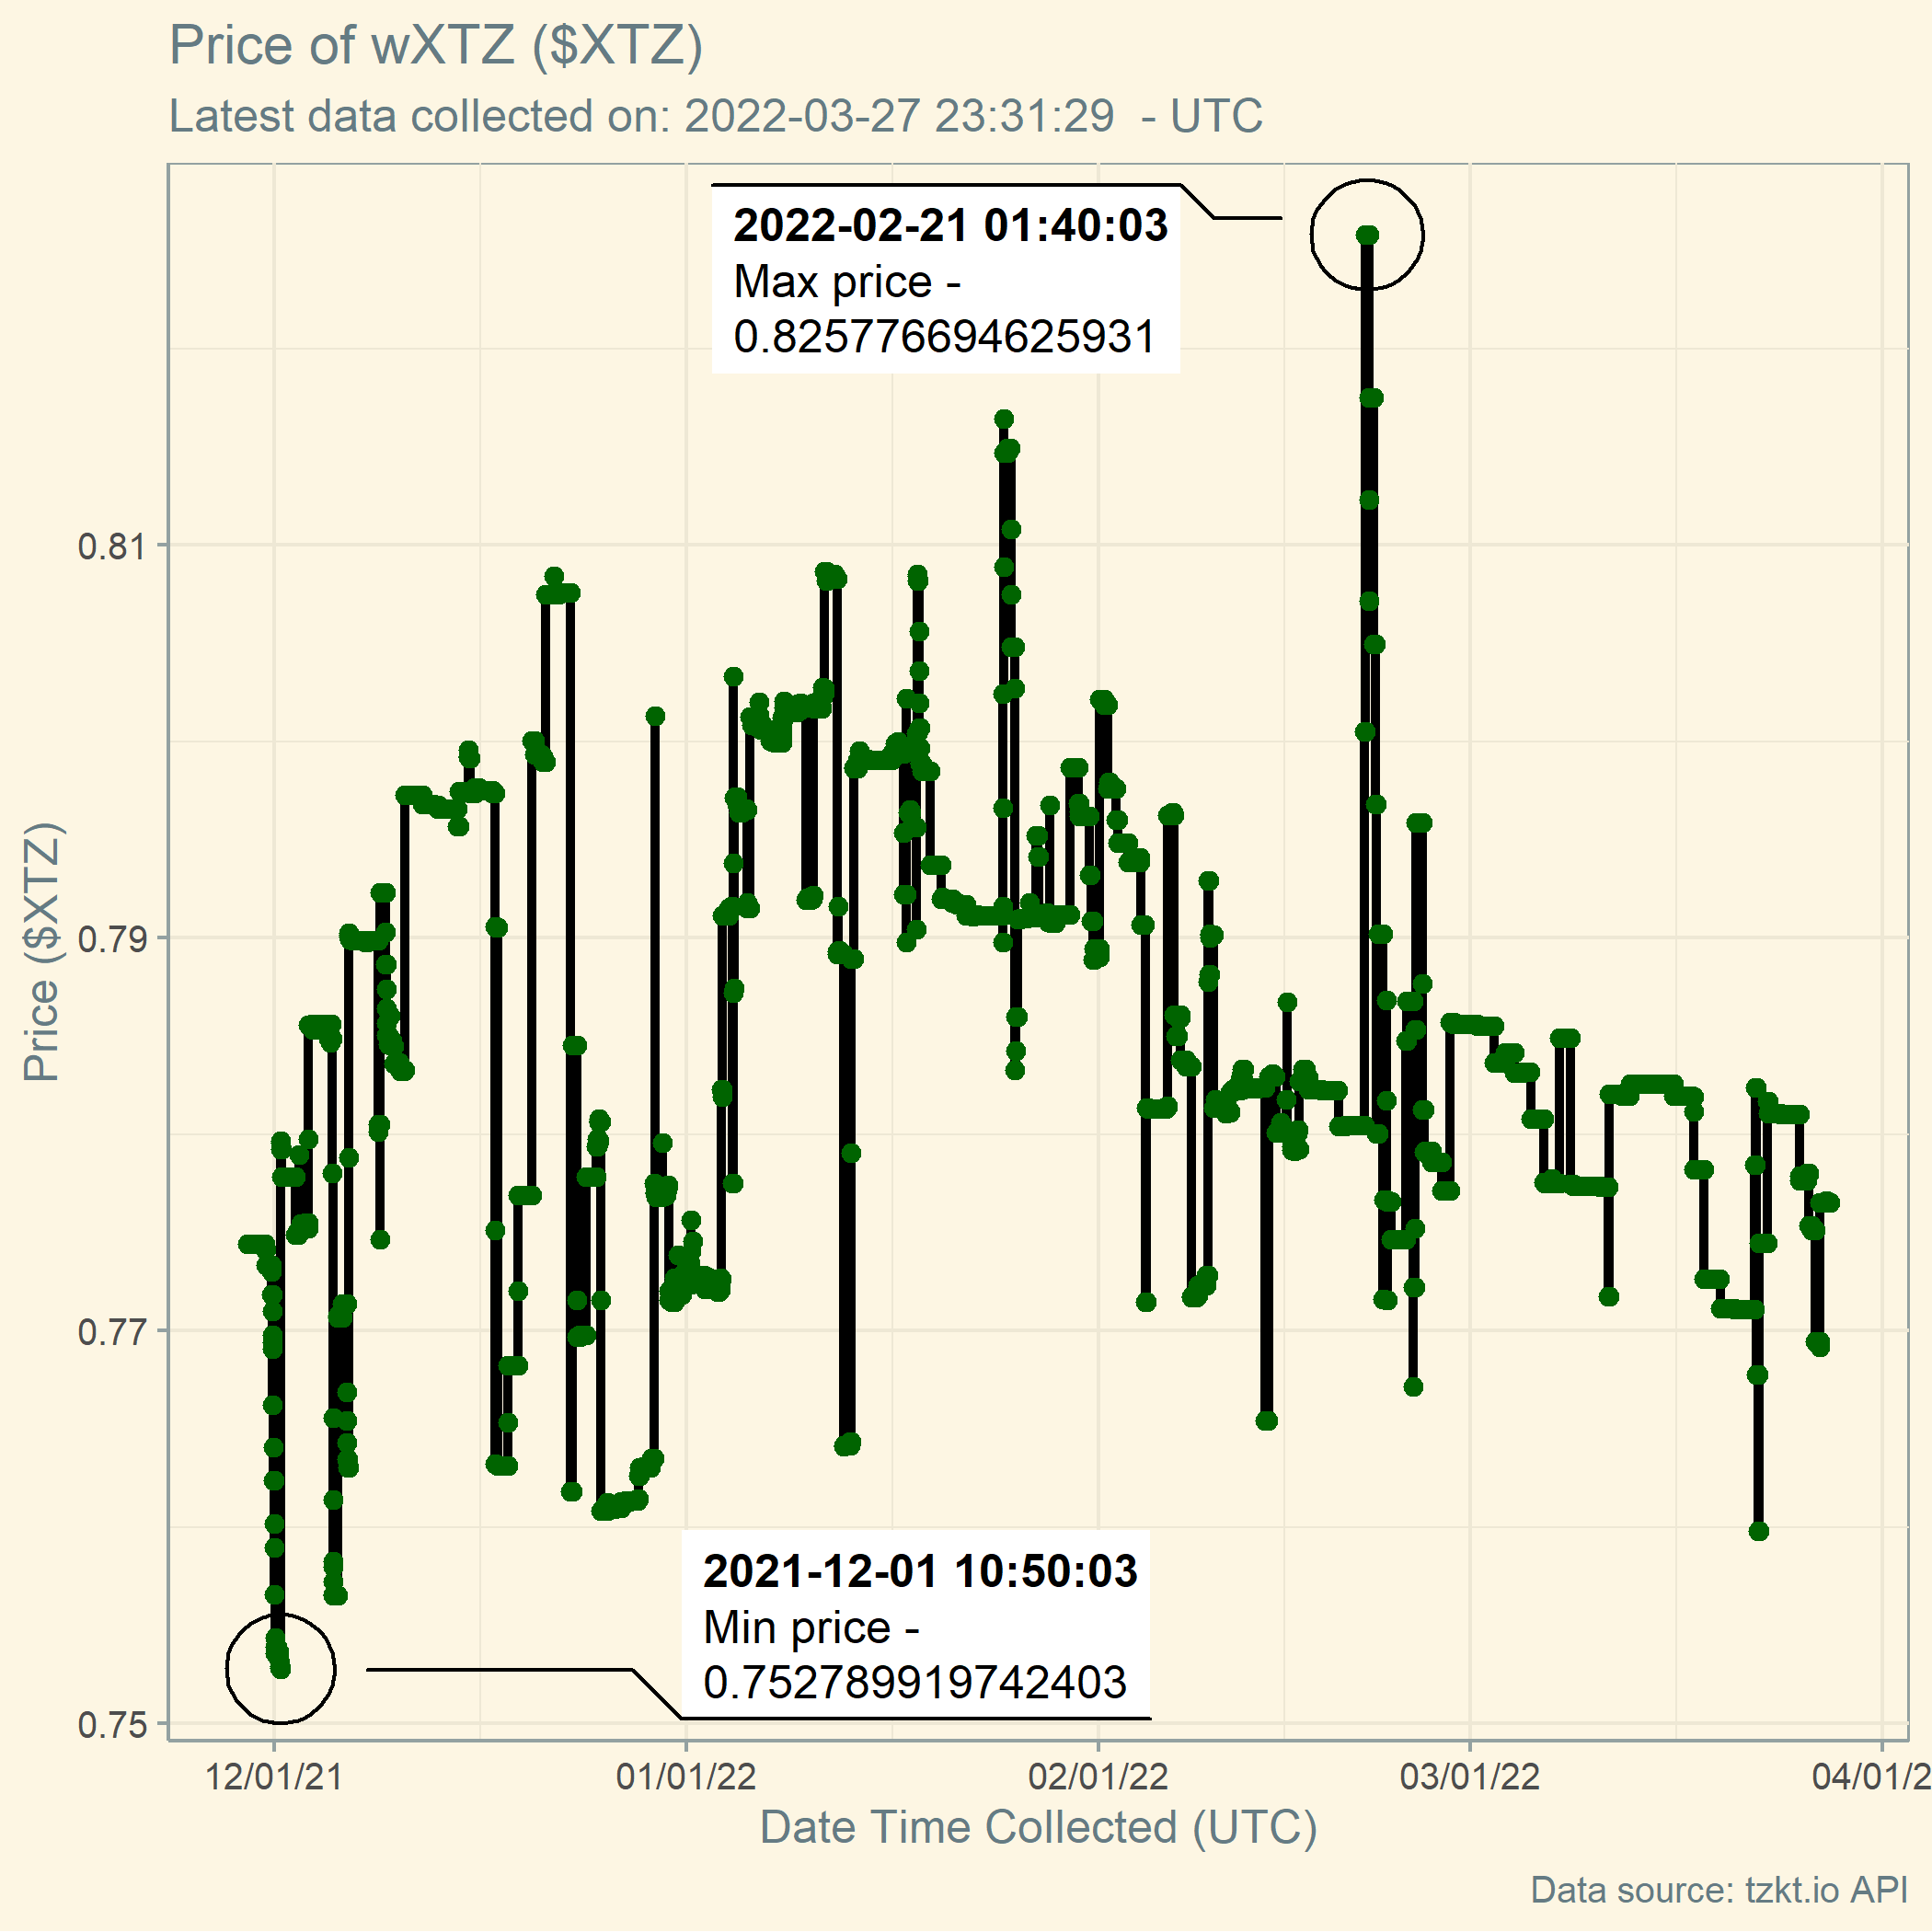 Price of wXTZ ($XTZ)
Latest data collected on: 2022-03-27 23:31:29  - UTC
2022-02-21 01:40:03
Max price -
0.825776694625931
0.81
0.79
0.77
0.75
Price ($XTZ)
2021-12-01 10:50:03
Min price -
0.752789919742403
12/01/21
01/01/22
02/01/22
03/01/22
04/01/2
Date Time Collected (UTC)
Data source: tzkt.io API